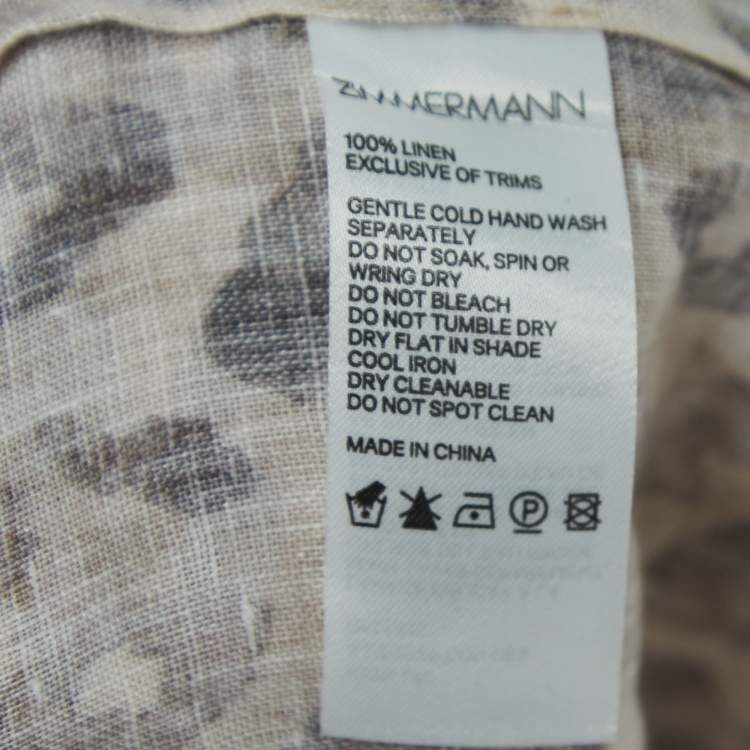 ZIMMERMANN
100% LINEN
EXCLUSIVE OF TRIMS
GENTLE COLD HAND WASH
SEPARATELY
DO NOT SOAK, SPIN OR
WRING DRY
DO NOT BLEACH
DO NOT TUMBLE DRY
DRY FLAT IN SHADE
COOL IRON
DRY CLEANABLE
DO NOT SPOT CLEAN
MADE IN CHINA
P